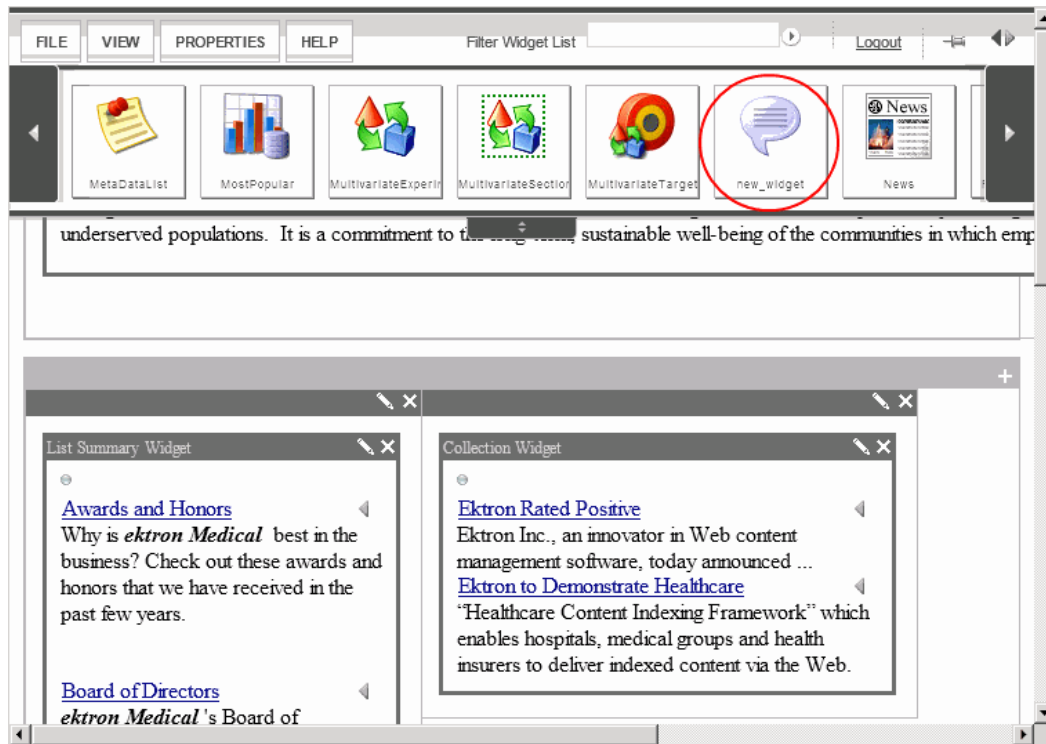 FILE VIEW PROPERTIES HELP Filter Widget List Logout
MetaDataList MostPopular MultivariateExperir MultivariateSection MultivariateTarget new_widget News
News
underserved populations. It is a commitment to sustainable well-being of the communities in which emp
List Summary Widget
Awards and Honors
Why is ektron Medical best in the
business? Check out these awards and
honors that we have received in the
past few years.
Board of Directors
ektron Medical 's Board of
Collection Widget
Ektron Rated Positive
Ektron Inc., an innovator in Web content
management software, today announced ...
Ektron to Demonstrate Healthcare
“Healthcare Content Indexing Framework” which
enables hospitals, medical groups and health
insurers to deliver indexed content via the Web.